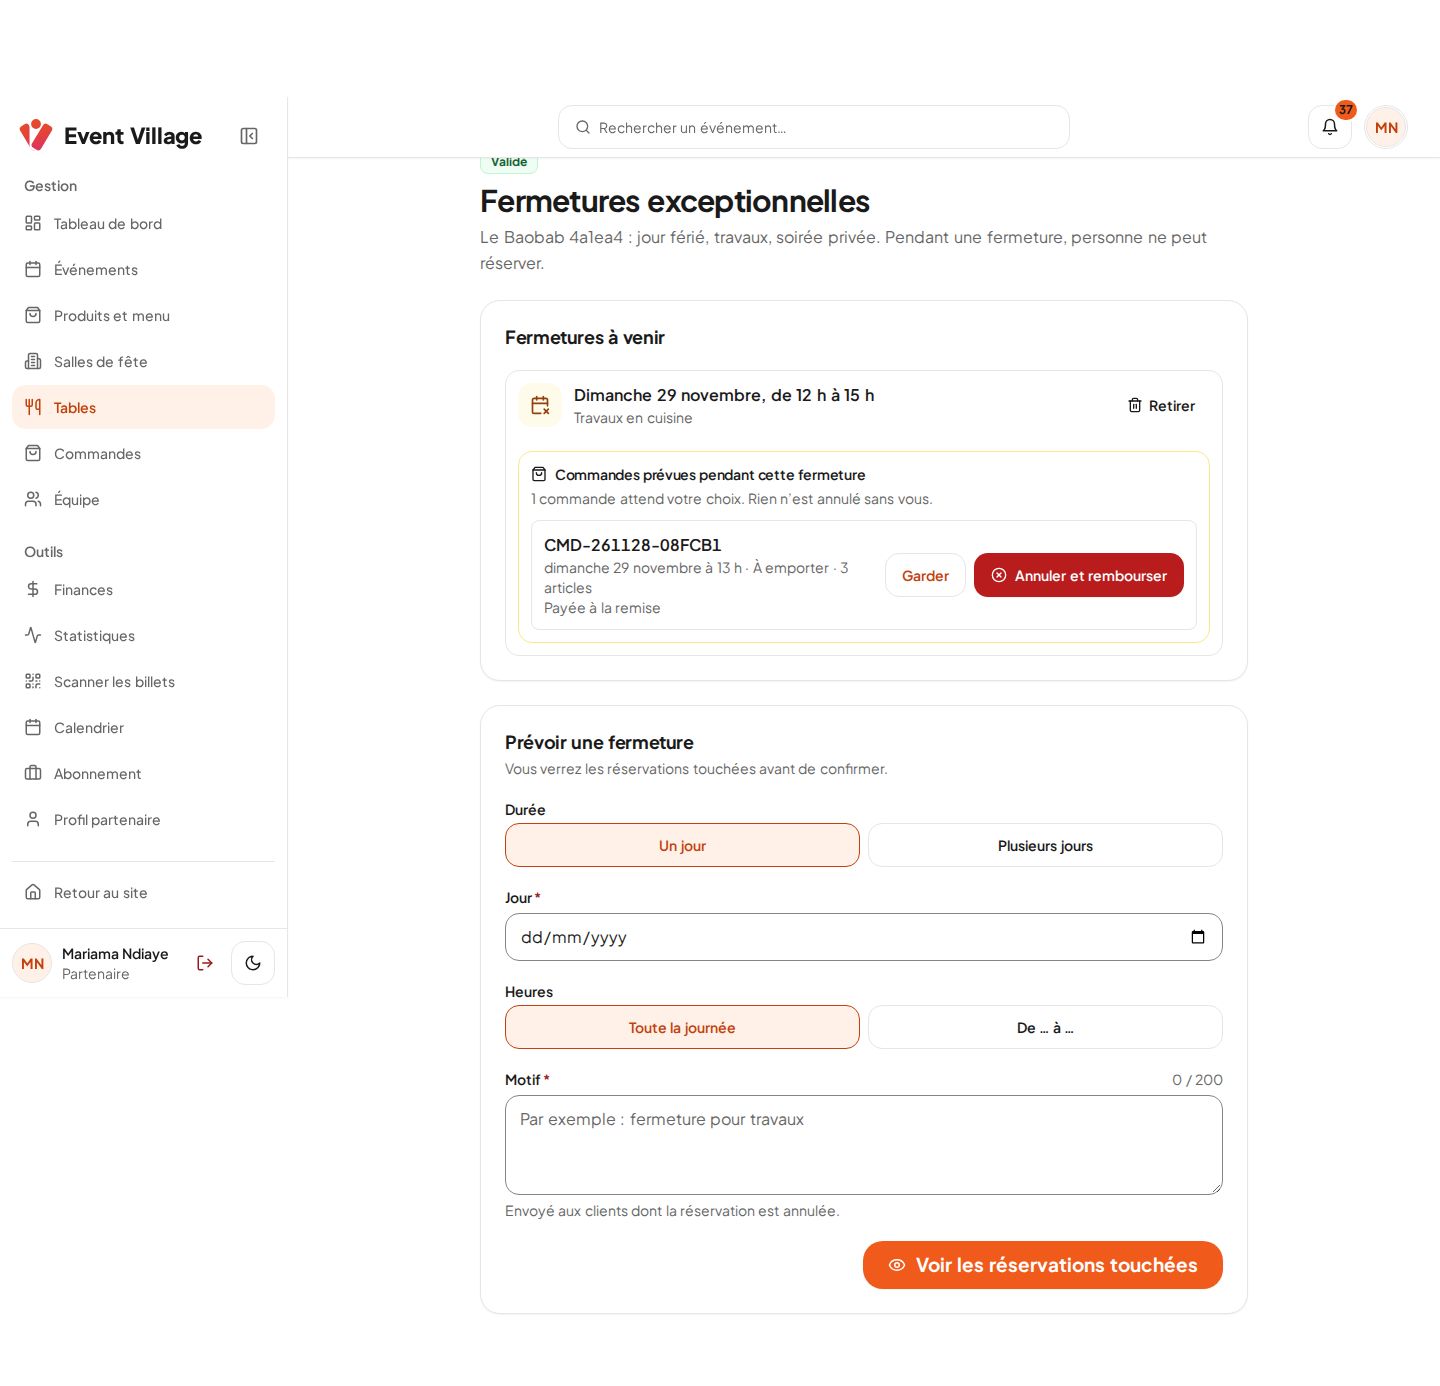 Event Village
Gestion
Tableau de bord
Événements
Produits et menu
Salles de fête
Tables
Commandes
Équipe
Outils
Finances
Statistiques
Scanner les billets
Calendrier
Abonnement
Profil partenaire
Retour au site
MN
Mariama Ndiaye
Partenaire
Rechercher un événement…
37
MN
Validé
Fermetures exceptionnelles
Le Baobab 4a1ea4 : jour férié, travaux, soirée privée. Pendant une fermeture, personne ne peut
réserver.
Fermetures à venir
Dimanche 29 novembre, de 12 h à 15 h
Travaux en cuisine
Retirer
Commandes prévues pendant cette fermeture
1 commande attend votre choix. Rien n'est annulé sans vous.
CMD-261128-08FCB1
dimanche 29 novembre à 13 h · À emporter · 3
articles
Payée à la remise
Garder
Annuler et rembourser
Prévoir une fermeture
Vous verrez les réservations touchées avant de confirmer.
Durée
Un jour
Plusieurs jours
Jour *
dd/mm/yyyy
Heures
Toute la journée
De … à …
Motif *
0 / 200
Par exemple : fermeture pour travaux
Envoyé aux clients dont la réservation est annulée.
Voir les réservations touchées